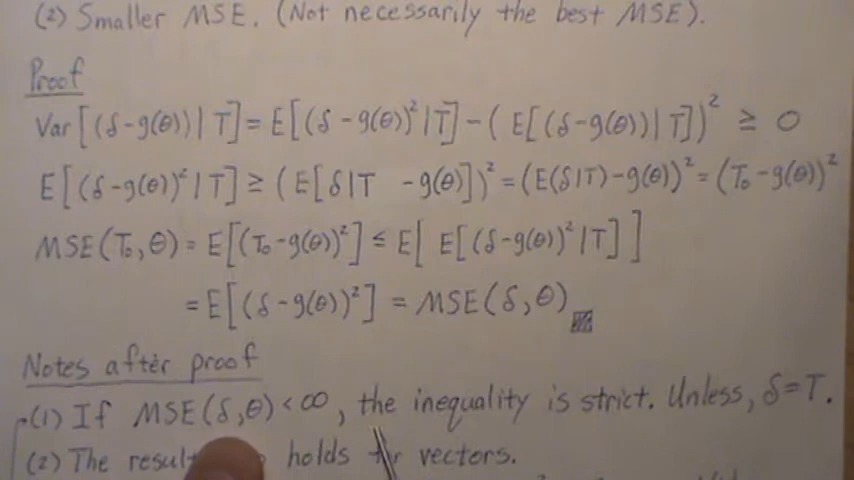 (2) Smaller MSE. (Not necessarily the best MSE).
Proof
Var[(δ-g(θ))|T] = E[(δ-g(θ))²|T] - (E[(δ-g(θ))|T])² ≥ 0
E[(δ-g(θ))²|T] ≥ (E[δ|T -g(θ)])² = (E(δ|T)-g(θ))² = (T₀-g(θ))²
MSE(T₀,θ) = E[(T₀-g(θ))²] ≤ E[E[(δ-g(θ))²|T]]
= E[(δ-g(θ))²] = MSE(δ,θ)
Notes after proof
(1) If MSE(δ,θ) < ∞, the inequality is strict. Unless, δ=T.
(2) The result holds for vectors.